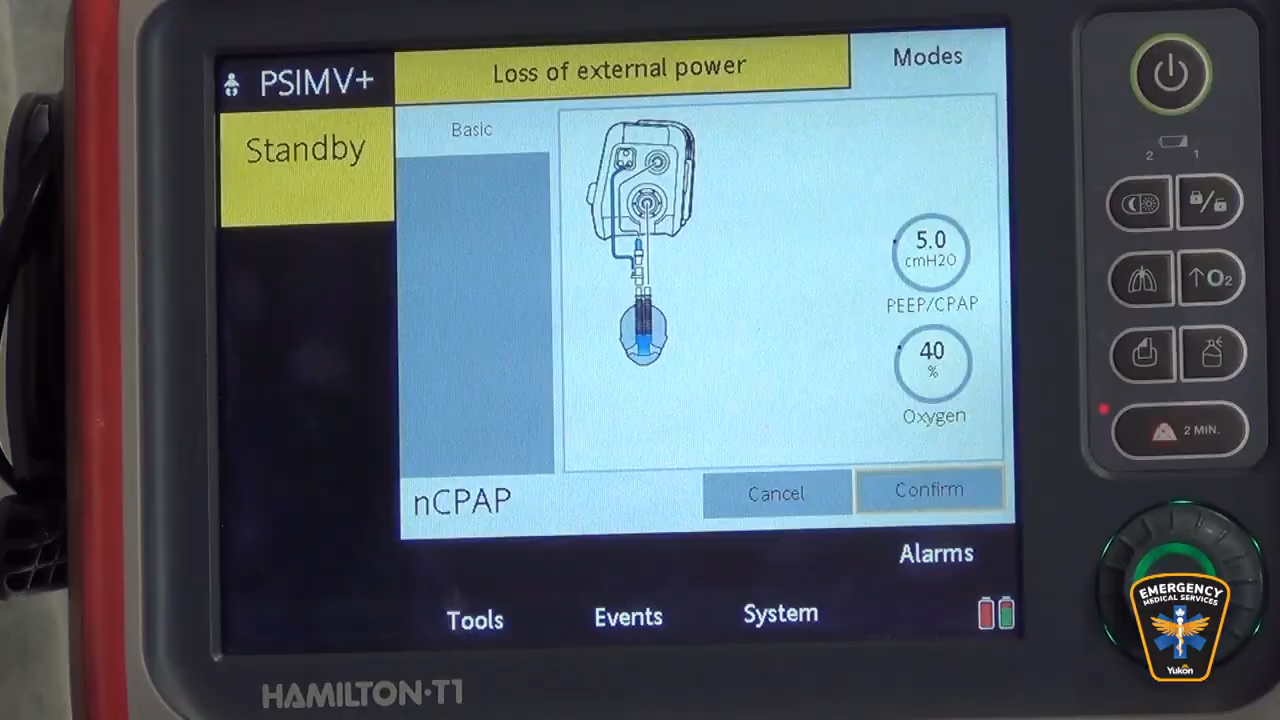 PSIMV+
Loss of external power
Modes
Standby
Basic
5.0
cmH2O
PEEP/CPAP
40
%
Oxygen
nCPAP
Cancel
Confirm
Alarms
Tools
Events
System
HAMILTON-T1
2
1
↑O₂
2 MIN.
EMERGENCY
MEDICAL SERVICES
Yukon